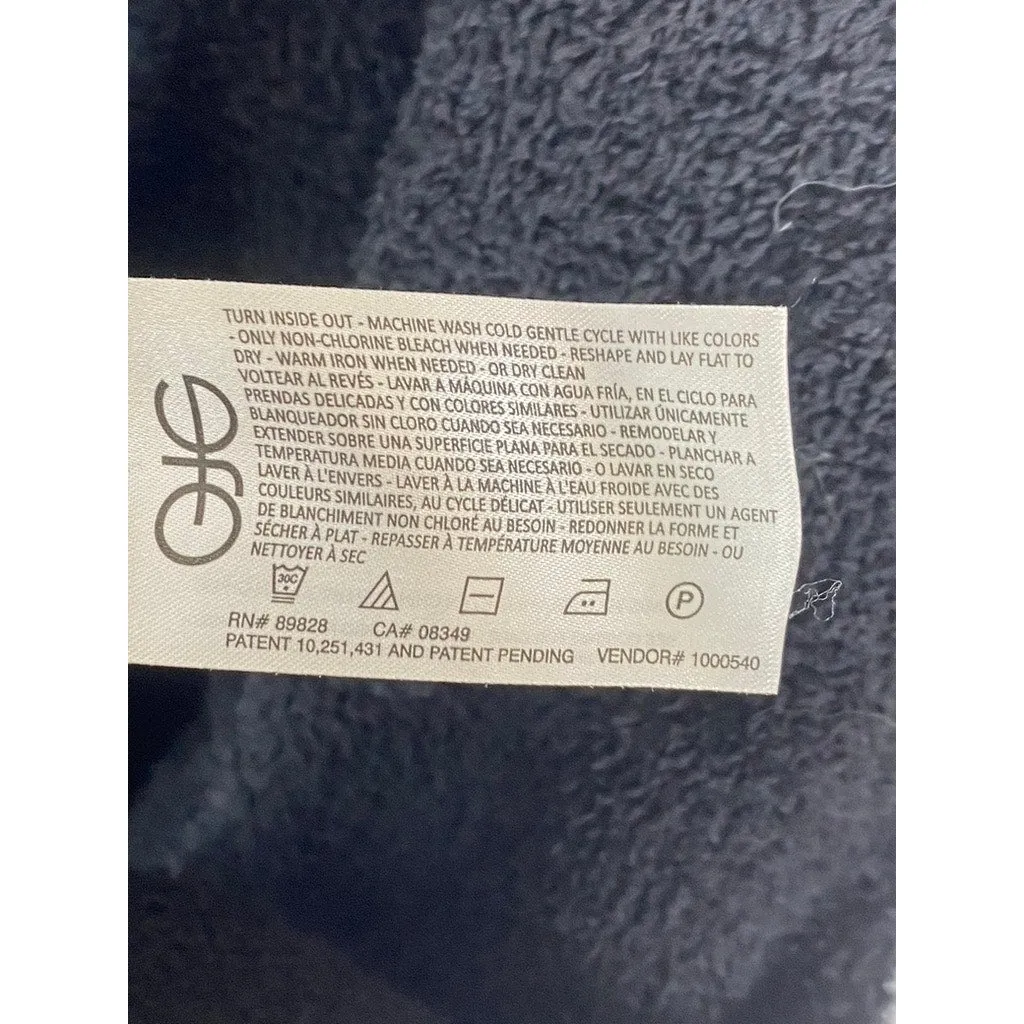 TURN INSIDE OUT - MACHINE WASH COLD GENTLE CYCLE WITH LIKE COLORS
- ONLY NON-CHLORINE BLEACH WHEN NEEDED - RESHAPE AND LAY FLAT TO
DRY - WARM IRON WHEN NEEDED - OR DRY CLEAN
VOLTEAR AL REVÉS - LAVAR A MÁQUINA CON AGUA FRÍA, EN EL CICLO PARA
PRENDAS DELICADAS Y CON COLORES SIMILARES - UTILIZAR ÚNICAMENTE
BLANQUEADOR SIN CLORO CUANDO SEA NECESARIO - REMODELAR Y
EXTENDER SOBRE UNA SUPERFICIE PLANA PARA EL SECADO - PLANCHAR A
TEMPERATURA MEDIA CUANDO SEA NECESARIO - O LAVAR EN SECO
LAVER À L'ENVERS - LAVER À LA MACHINE À L'EAU FROIDE AVEC DES
COULEURS SIMILAIRES, AU CYCLE DÉLICAT - UTILISER SEULEMENT UN AGENT
DE BLANCHIMENT NON CHLORÉ AU BESOIN - REDONNER LA FORME ET
SÉCHER À PLAT - REPASSER À TEMPÉRATURE MOYENNE AU BESOIN - OU
NETTOYER À SEC
30C P
RN# 89828 CA# 08349
PATENT 10,251,431 AND PATENT PENDING VENDOR# 1000540